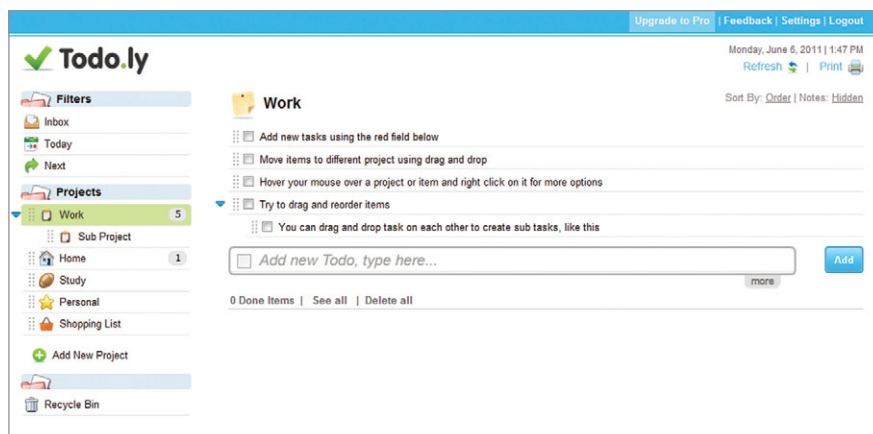 Upgrade to Pro | Feedback | Settings | Logout
Todo.ly
Monday, June 6, 2011 | 1:47 PM
Refresh | Print
Filters
Inbox
Today
Next
Projects
Work 5
Sub Project
Home 1
Study
Personal
Shopping List
Add New Project
Recycle Bin
Work
Sort By: Order | Notes: Hidden
Add new tasks using the red field below
Move items to different project using drag and drop
Hover your mouse over a project or item and right click on it for more options
Try to drag and reorder items
You can drag and drop task on each other to create sub tasks, like this
Add new Todo, type here...
Add
more
0 Done Items | See all | Delete all